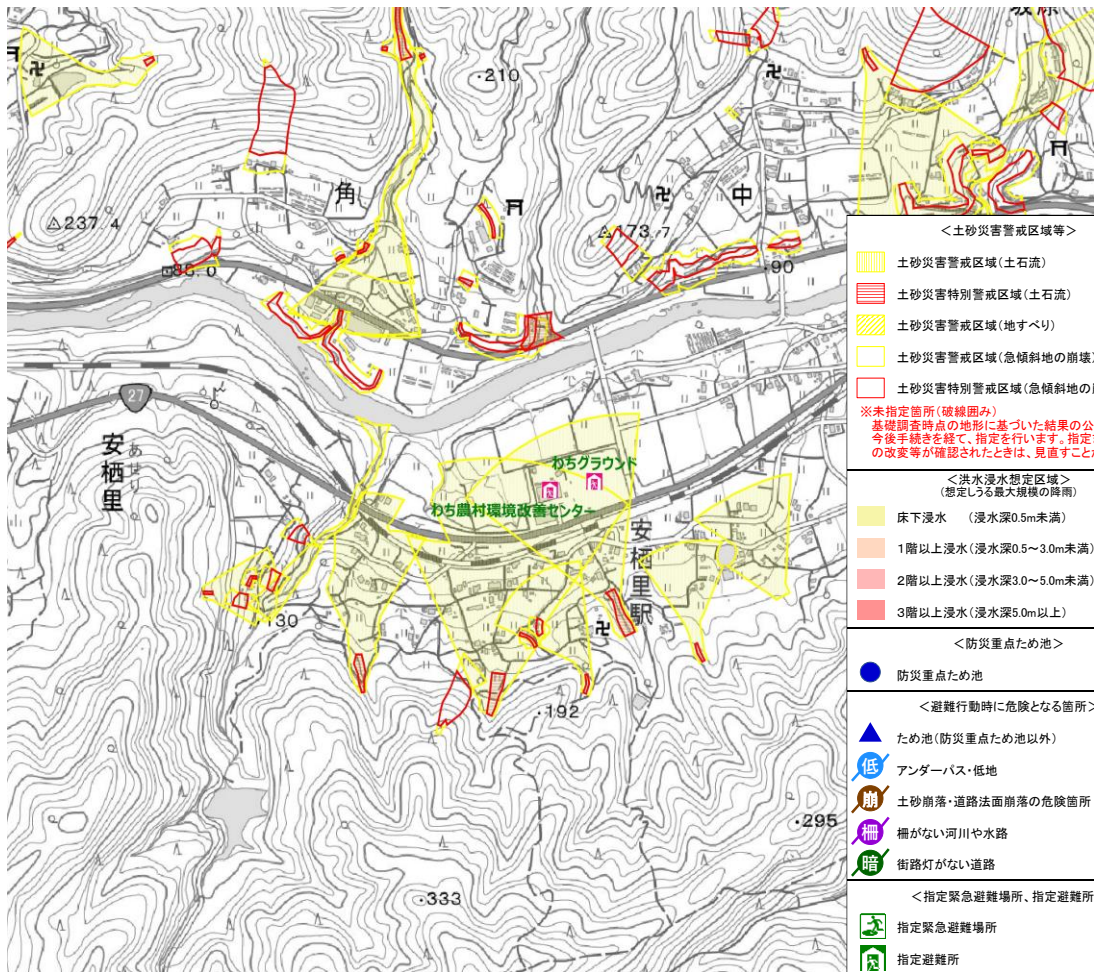 卍
・210
卍
角
卍
中
△237.4
△173.7
・90
27
安栖里
あせり
わちグラウンド
わち農村環境改善センター
安栖里駅
130
卍
・192
・295
・333
＜土砂災害警戒区域等＞
土砂災害警戒区域（土石流）
土砂災害特別警戒区域（土石流）
土砂災害警戒区域（地すべり）
土砂災害警戒区域（急傾斜地の崩壊）
土砂災害特別警戒区域（急傾斜地の
※未指定箇所（破線囲み）
基礎調査時点の地形に基づいた結果の公
今後手続きを経て、指定を行います。指定
の改変等が確認されたときは、見直すこと
＜洪水浸水想定区域＞
（想定しうる最大規模の降雨）
床下浸水　（浸水深0.5m未満）
1階以上浸水（浸水深0.5～3.0m未満）
2階以上浸水（浸水深3.0～5.0m未満）
3階以上浸水（浸水深5.0m以上）
＜防災重点ため池＞
防災重点ため池
＜避難行動時に危険となる箇所＞
ため池（防災重点ため池以外）
低 アンダーパス・低地
崩 土砂崩落・道路法面崩落の危険箇所
柵 柵がない河川や水路
暗 街路灯がない道路
＜指定緊急避難場所、指定避難所
指定緊急避難場所
指定避難所